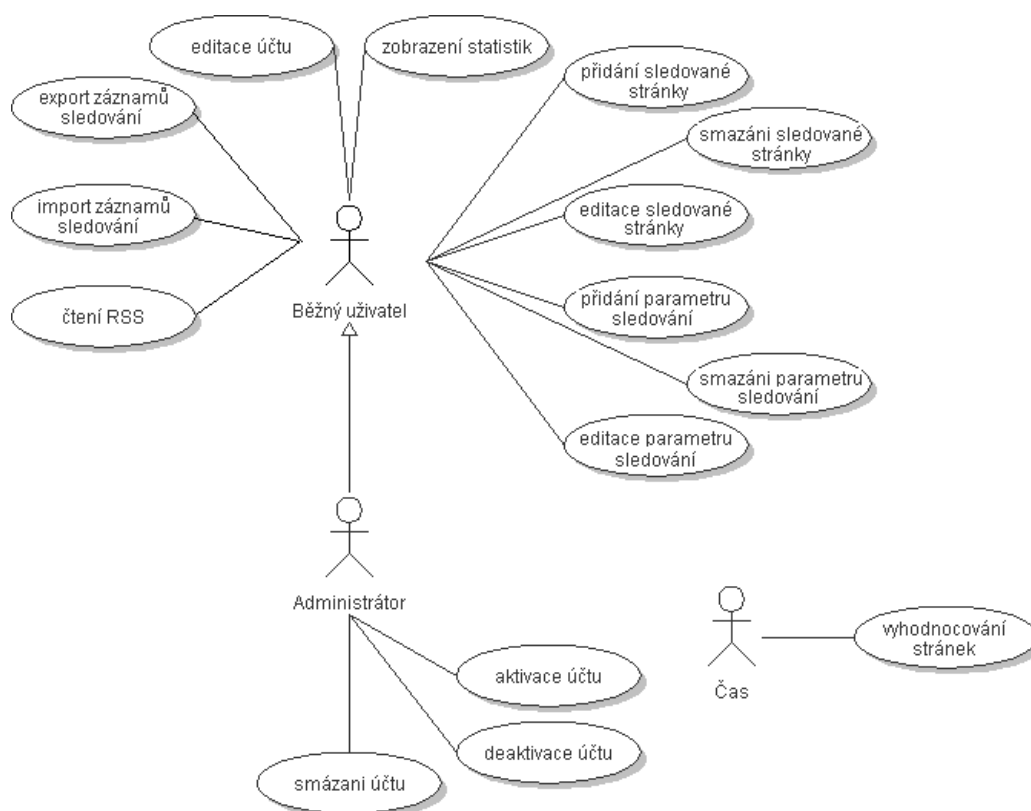 editace účtu
zobrazení statistik
export záznamů
sledování
import záznamů
sledování
čtení RSS
přidání sledované
stránky
smazáni sledované
stránky
editace sledované
stránky
přidání parametru
sledování
smazáni parametru
sledování
editace parametru
sledování
Běžný uživatel
Administrátor
aktivace účtu
deaktivace účtu
smázani účtu
Čas
vyhodnocování
stránek